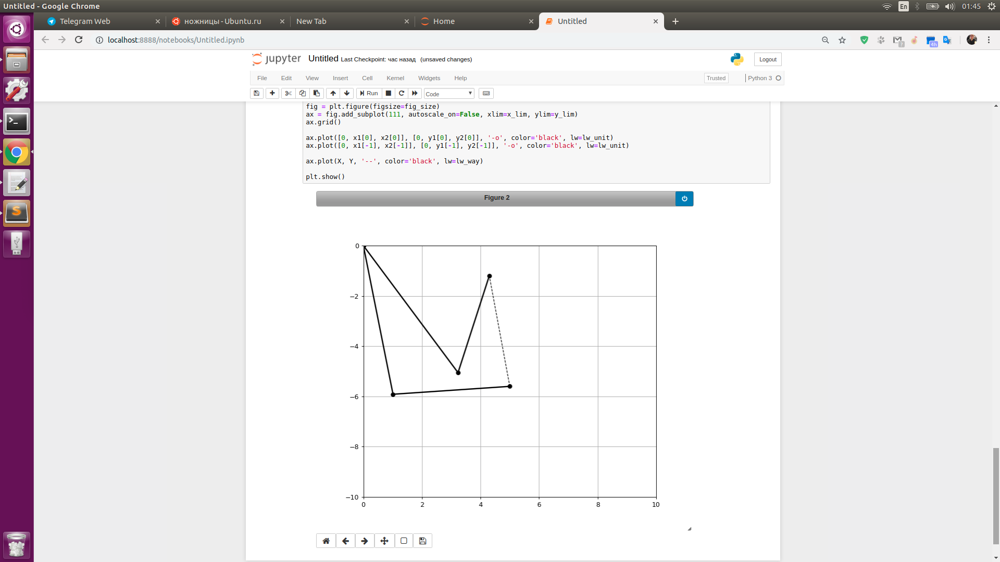 Untitled - Google Chrome
En
01:45
Telegram Web
ножницы - Ubuntu.ru
New Tab
Home
Untitled
localhost:8888/notebooks/Untitled.ipynb
?
4h
jupyter
Untitled Last Checkpoint: час назад (unsaved changes)
Logout
File Edit View Insert Cell Kernel Widgets Help
Trusted
Python 3
Run
Code
fig = plt.figure(figsize=fig_size)
ax = fig.add_subplot(111, autoscale_on=False, xlim=x_lim, ylim=y_lim)
ax.grid()
ax.plot([0, x1[0], x2[0]], [0, y1[0], y2[0]], '-o', color='black', lw=lw_unit)
ax.plot([0, x1[-1], x2[-1]], [0, y1[-1], y2[-1]], '-o', color='black', lw=lw_unit)
ax.plot(X, Y, '--', color='black', lw=lw_way)
plt.show()
Figure 2
0
−2
−4
−6
−8
−10
0 2 4 6 8 10